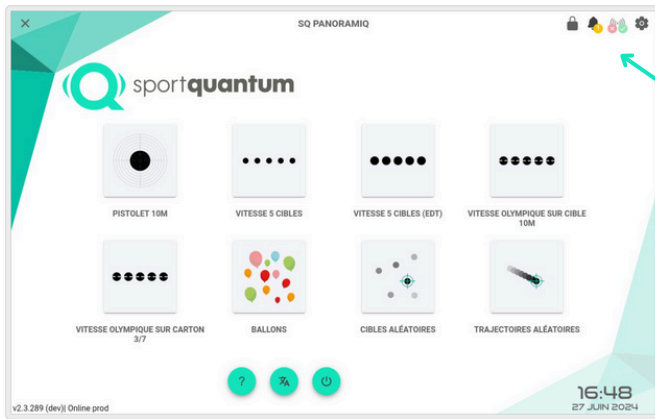 SQ PANORAMIQ
sportquantum
PISTOLET 10M
VITESSE 5 CIBLES
VITESSE 5 CIBLES (EDT)
VITESSE OLYMPIQUE SUR CIBLE
10M
VITESSE OLYMPIQUE SUR CARTON
3/7
BALLONS
CIBLES ALÉATOIRES
TRAJECTOIRES ALÉATOIRES
?
v2.3.289 (dev)| Online prod
16:48
27 JUIN 2024